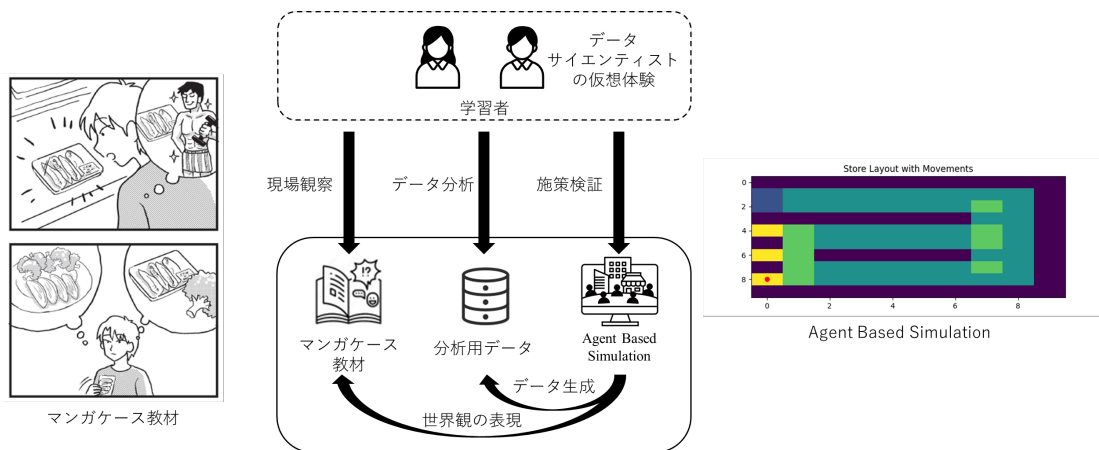 データ
サイエンティスト
の仮想体験
学習者
現場観察
データ分析
施策検証
!?
マンガケース
教材
分析用データ
Agent Based
Simulation
データ生成
世界観の表現
マンガケース教材
Store Layout with Movements
0
2
4
6
8
0
2
4
6
8
Agent Based Simulation